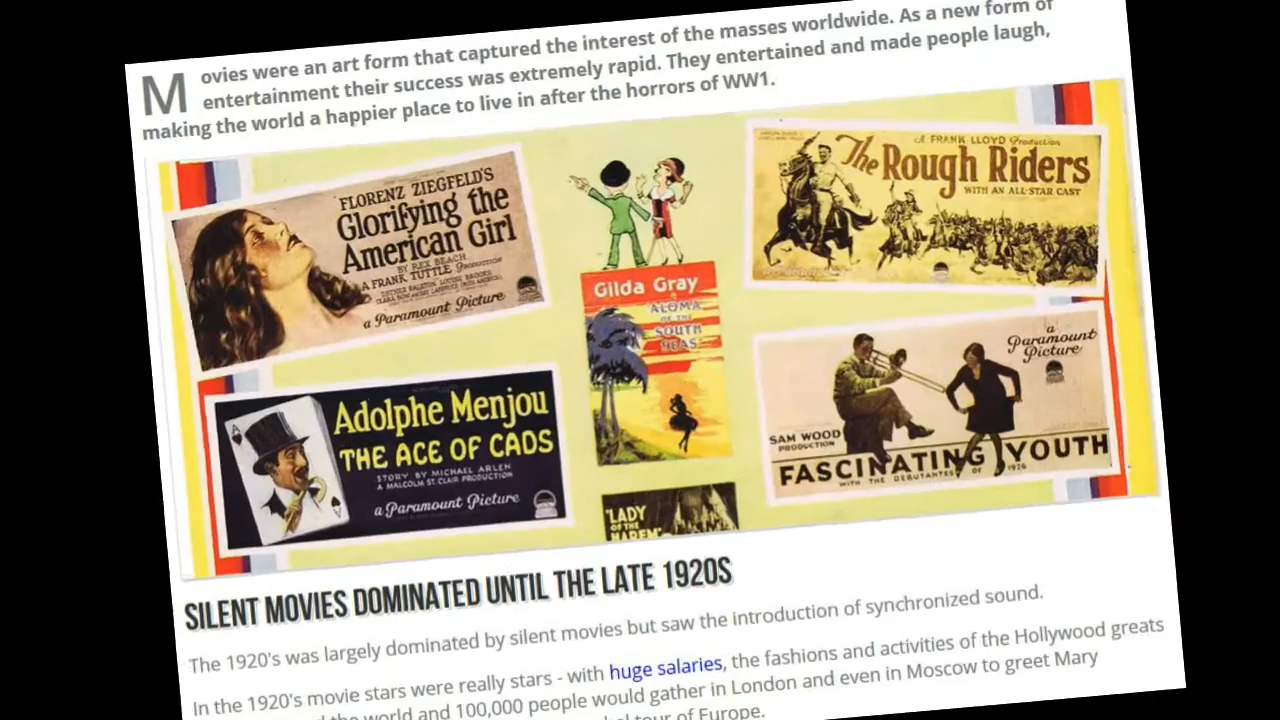 Movies were an art form that captured the interest of the masses worldwide. As a new form of
entertainment their success was extremely rapid. They entertained and made people laugh,
making the world a happier place to live in after the horrors of WW1.
FLORENZ ZIEGFELD'S
Glorifying the
American Girl
BY REX BEACH
A FRANK TUTTLE Production
ESTHER RALSTON, LOUISE BROOKS
a Paramount Picture
Adolphe Menjou
THE ACE OF CADS
STORY BY MICHAEL ARLEN
A MALCOLM ST. CLAIR PRODUCTION
a Paramount Picture
A
A
Gilda Gray
ALOMA
OF THE
SOUTH
SEAS
"LADY
OF THE
HAREM"
A FRANK LLOYD Production
The Rough Riders
WITH AN ALL-STAR CAST
a
Paramount
Picture
SAM WOOD
PRODUCTION
FASCINATING YOUTH
WITH THE DEBUTANTES OF 1926
SILENT MOVIES DOMINATED UNTIL THE LATE 1920S
The 1920's was largely dominated by silent movies but saw the introduction of synchronized sound.
In the 1920's movie stars were really stars - with huge salaries, the fashions and activities of the Hollywood greats
the world and 100,000 people would gather in London and even in Moscow to greet Mary
tour of Europe.